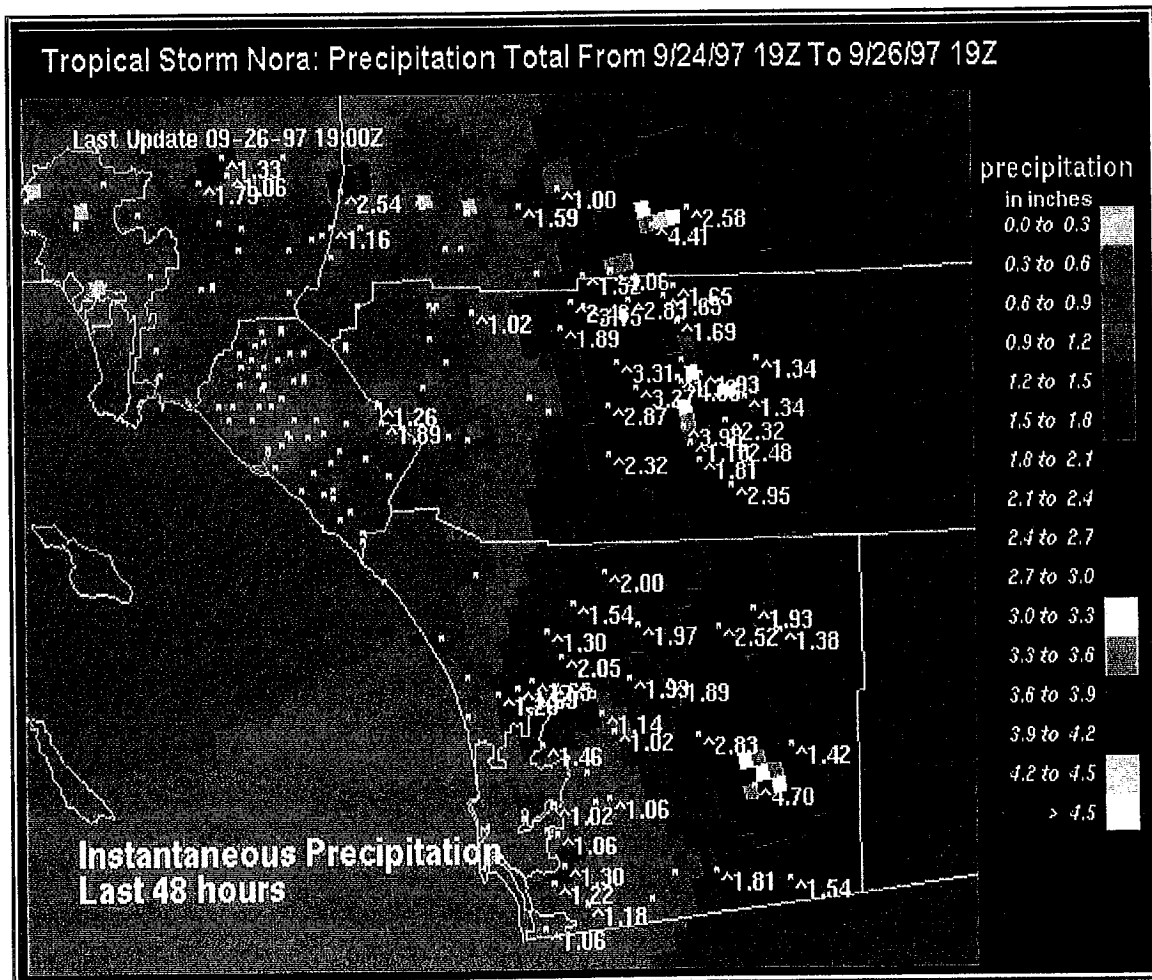 Tropical Storm Nora: Precipitation Total From 9/24/97 19Z To 9/26/97 19Z
Last Update 09-26-97 19:00Z
precipitation
in inches
0.0 to 0.3
0.3 to 0.6
0.6 to 0.9
0.9 to 1.2
1.2 to 1.5
1.5 to 1.8
1.8 to 2.1
2.1 to 2.4
2.4 to 2.7
2.7 to 3.0
3.0 to 3.3
3.3 to 3.6
3.6 to 3.9
3.9 to 4.2
4.2 to 4.5
> 4.5
^1.33
^1.79
^1.06
^2.54
^1.16
^1.59
^1.00
^2.58
^4.41
^1.65
^1.02
^1.89
^2.83
^1.69
^3.31
^1.34
^2.87
^1.34
^1.26
^1.89
^2.32
^2.32
^2.48
^1.81
^2.95
^2.00
^1.54
^1.97
^1.93
^2.52
^1.38
^1.30
^2.05
^1.93
^1.89
^1.14
^1.02
^2.83
^1.42
^1.46
^4.70
^1.02
^1.06
^1.06
^1.30
^1.22
^1.81
^1.54
^1.18
^1.06
Instantaneous Precipitation
Last 48 hours